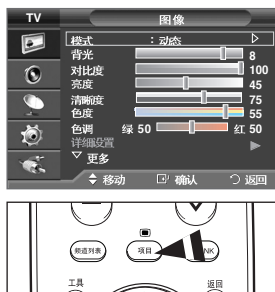 TV 图像
模式 : 动态
背光 8
对比度 100
亮度 45
清晰度 75
色度 55
色调 绿 50 红 50
详细设置
▽ 更多
移动 确认 返回
频道列表 项目 NK
工具 返回